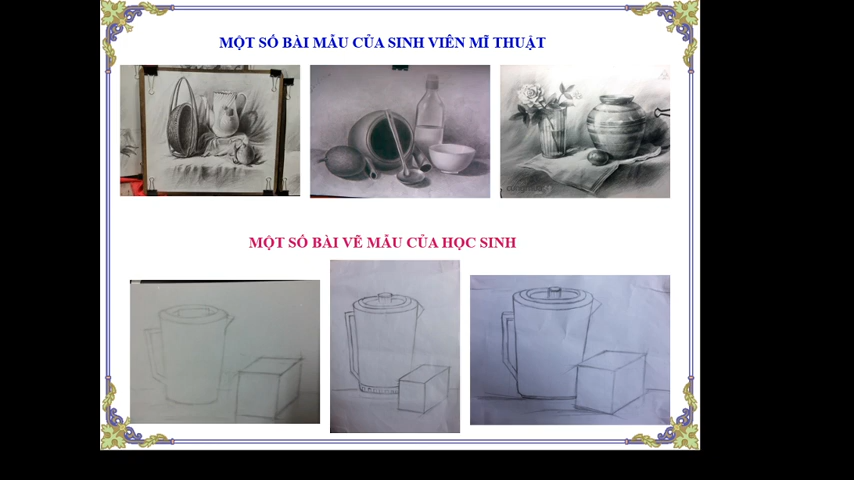 MỘT SỐ BÀI MẪU CỦA SINH VIÊN MĨ THUẬT
MỘT SỐ BÀI VẼ MẪU CỦA HỌC SINH